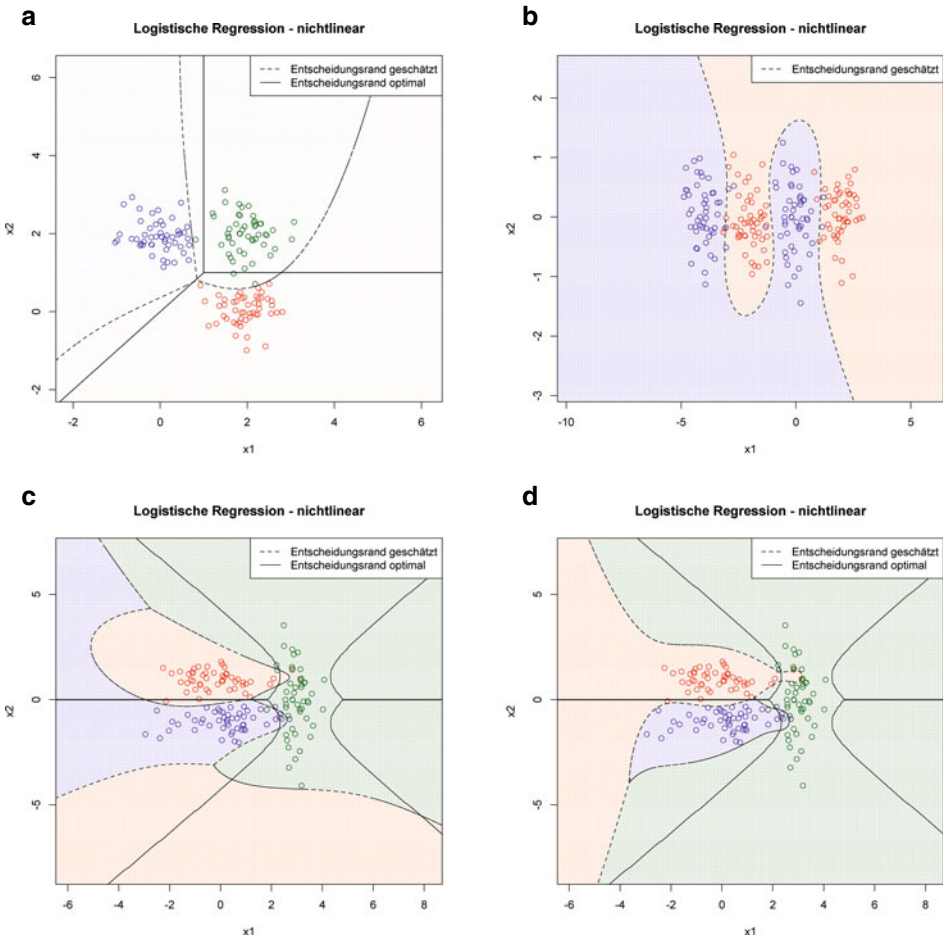 a
Logistische Regression - nichtlinear
Entscheidungsrand geschätzt
Entscheidungsrand optimal
x2
6
4
2
0
-2
-2 0 2 4 6
x1
b
Logistische Regression - nichtlinear
Entscheidungsrand geschätzt
x2
2
1
0
-1
-2
-3
-10 -5 0 5
x1
c
Logistische Regression - nichtlinear
Entscheidungsrand geschätzt
Entscheidungsrand optimal
x2
5
0
-5
-6 -4 -2 0 2 4 6 8
x1
d
Logistische Regression - nichtlinear
Entscheidungsrand geschätzt
Entscheidungsrand optimal
x2
5
0
-5
-6 -4 -2 0 2 4 6 8
x1